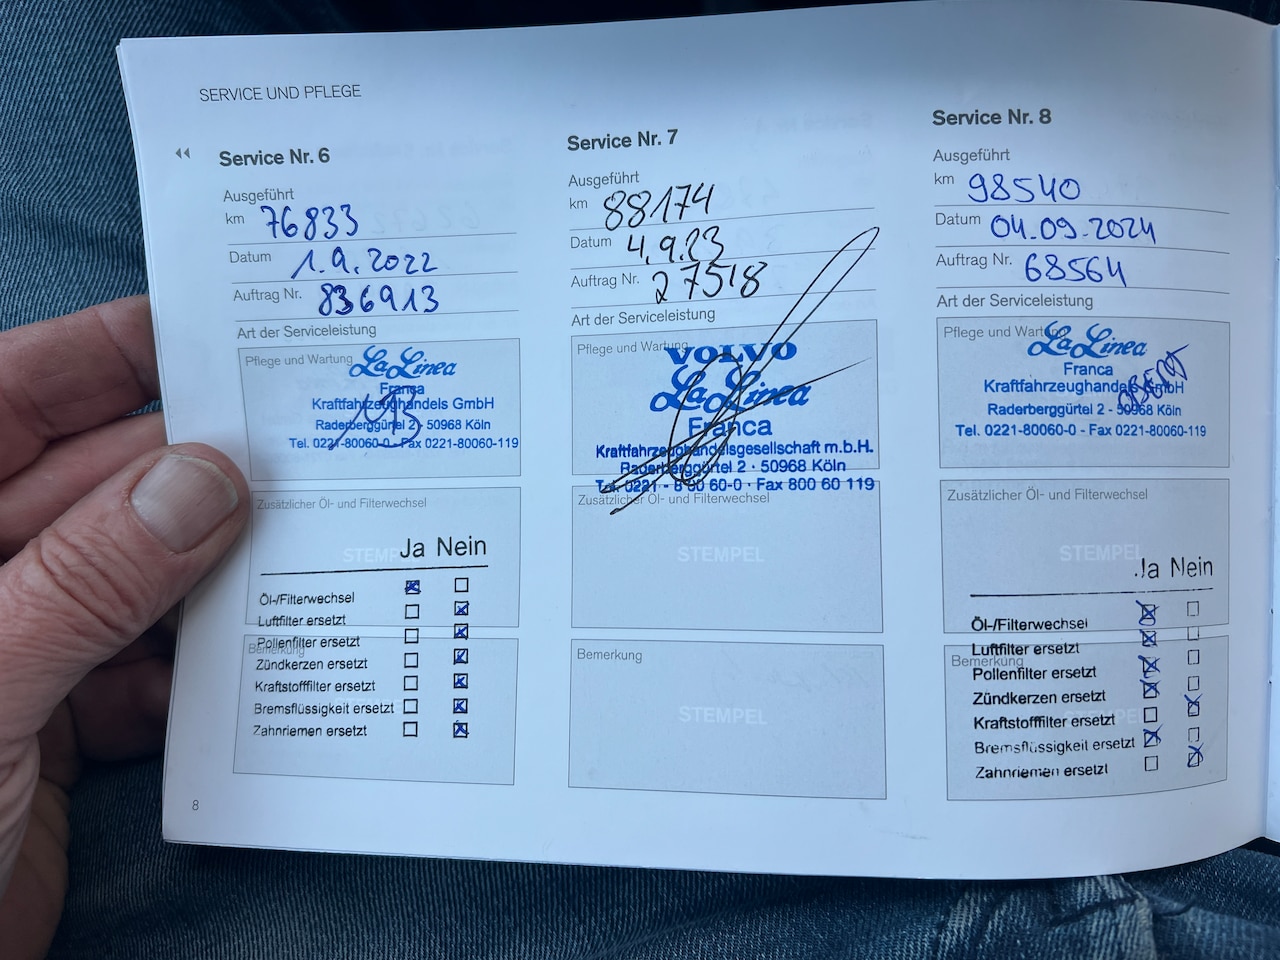 SERVICE UND PFLEGE
Service Nr. 6
Ausgeführt
km 76833
Datum 1.9.2022
Auftrag Nr. 836913
Art der Serviceleistung
Pflege und Wartung
La Linea
Franca
Kraftfahrzeughandels GmbH
Raderberggürtel 2 - 50968 Köln
Tel. 0221-80060-0 - Fax 0221-80060-119
Zusätzlicher Öl- und Filterwechsel
STEMPEL
Ja Nein
Öl-/Filterwechsel
Luftfilter ersetzt
Pollenfilter ersetzt
Bemerkung
Zündkerzen ersetzt
Kraftstofffilter ersetzt
Bremsflüssigkeit ersetzt
Zahnriemen ersetzt
8
Service Nr. 7
Ausgeführt
km 88174
Datum 4.9.23
Auftrag Nr. 27518
Art der Serviceleistung
Pflege und Wartung
VOLVO
La Linea
Franca
Kraftfahrzeughandelsgesellschaft m.b.H.
Raderberggürtel 2 · 50968 Köln
Tel. 0221 - 8 00 60-0 · Fax 800 60 119
Zusätzlicher Öl- und Filterwechsel
STEMPEL
Bemerkung
STEMPEL
Service Nr. 8
Ausgeführt
km 98540
Datum 04.09.2024
Auftrag Nr. 68564
Art der Serviceleistung
Pflege und Wartung
La Linea
Franca
Kraftfahrzeughandels GmbH
Raderberggürtel 2 - 50968 Köln
Tel. 0221-80060-0 - Fax 0221-80060-119
Zusätzlicher Öl- und Filterwechsel
STEMPEL
Ja Nein
Öl-/Filterwechsel
Luftfilter ersetzt
Bemerkung
Pollenfilter ersetzt
Zündkerzen ersetzt
Kraftstofffilter ersetzt
Bremsflüssigkeit ersetzt
Zahnriemen ersetzt